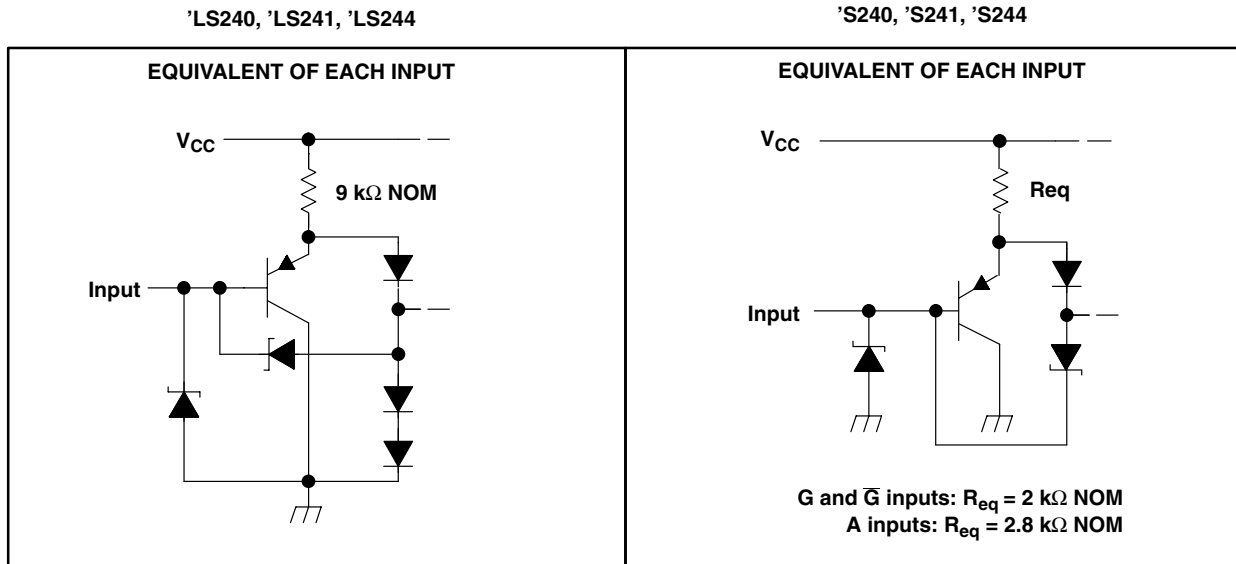 ’LS240, ’LS241, ’LS244
EQUIVALENT OF EACH INPUT
VCC
9 kΩ NOM
Input
’S240, ’S241, ’S244
EQUIVALENT OF EACH INPUT
VCC
Req
Input
G and G̅ inputs: Req = 2 kΩ NOM
A inputs: Req = 2.8 kΩ NOM